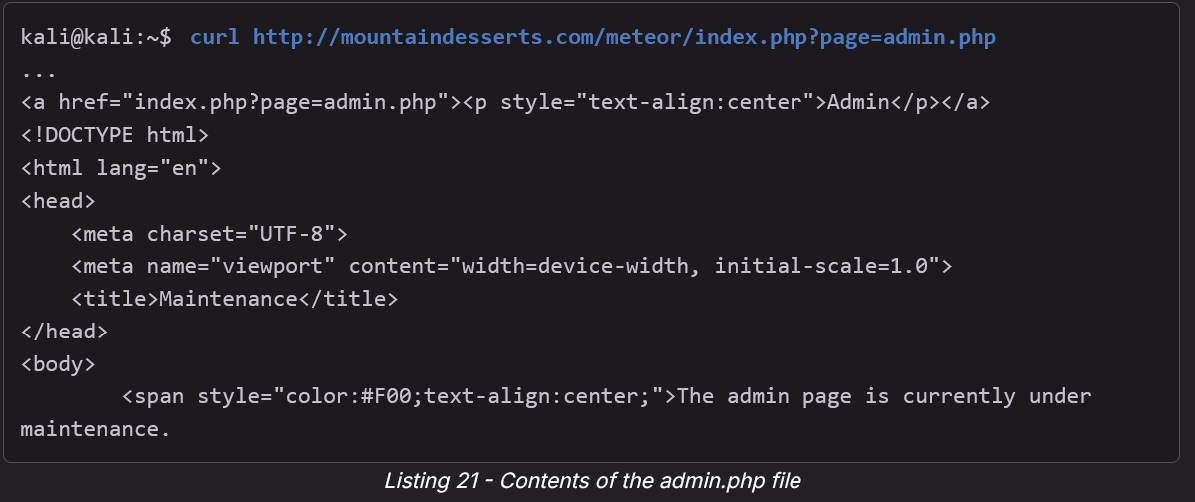 kali@kali:~$ curl http://mountaindesserts.com/meteor/index.php?page=admin.php
...
<a href="index.php?page=admin.php"><p style="text-align:center">Admin</p></a>
<!DOCTYPE html>
<html lang="en">
<head>
    <meta charset="UTF-8">
    <meta name="viewport" content="width=device-width, initial-scale=1.0">
    <title>Maintenance</title>
</head>
<body>
        <span style="color:#F00;text-align:center;">The admin page is currently under
maintenance.
Listing 21 - Contents of the admin.php file